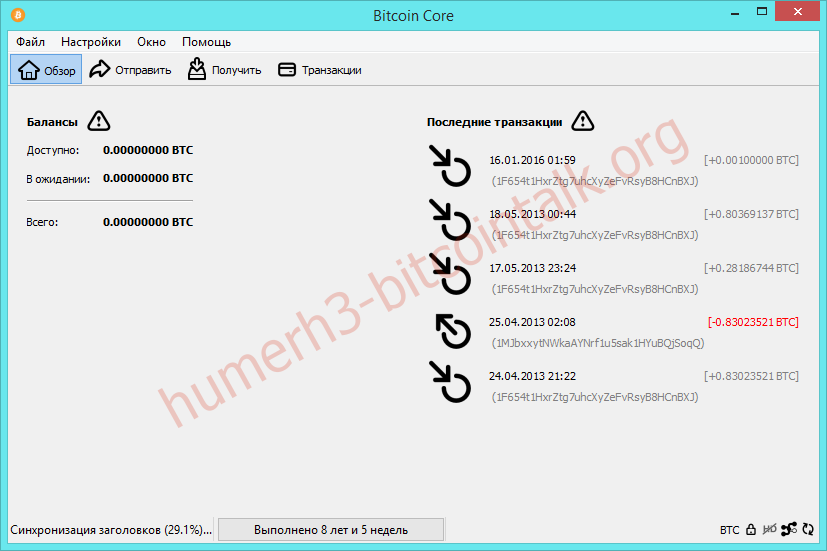 Bitcoin Core
Файл Настройки Окно Помощь
Обзор Отправить Получить Транзакции
Балансы
Доступно: 0.00000000 BTC
В ожидании: 0.00000000 BTC
Всего: 0.00000000 BTC
Последние транзакции
16.01.2016 01:59 [+0.00100000 BTC]
(1F654t1HxrZtg7uhcXyZeFvRsyB8HCnBXJ)
18.05.2013 00:44 [+0.80369137 BTC]
(1F654t1HxrZtg7uhcXyZeFvRsyB8HCnBXJ)
17.05.2013 23:24 [+0.28186744 BTC]
(1F654t1HxrZtg7uhcXyZeFvRsyB8HCnBXJ)
25.04.2013 02:08 [-0.83023521 BTC]
(1MJbxxytNWkaAYNrf1u5sak1HYuBQjSoqQ)
24.04.2013 21:22 [+0.83023521 BTC]
(1F654t1HxrZtg7uhcXyZeFvRsyB8HCnBXJ)
humerh3-bitcointalk.org
Синхронизация заголовков (29.1%)... Выполнено 8 лет и 5 недель BTC HD